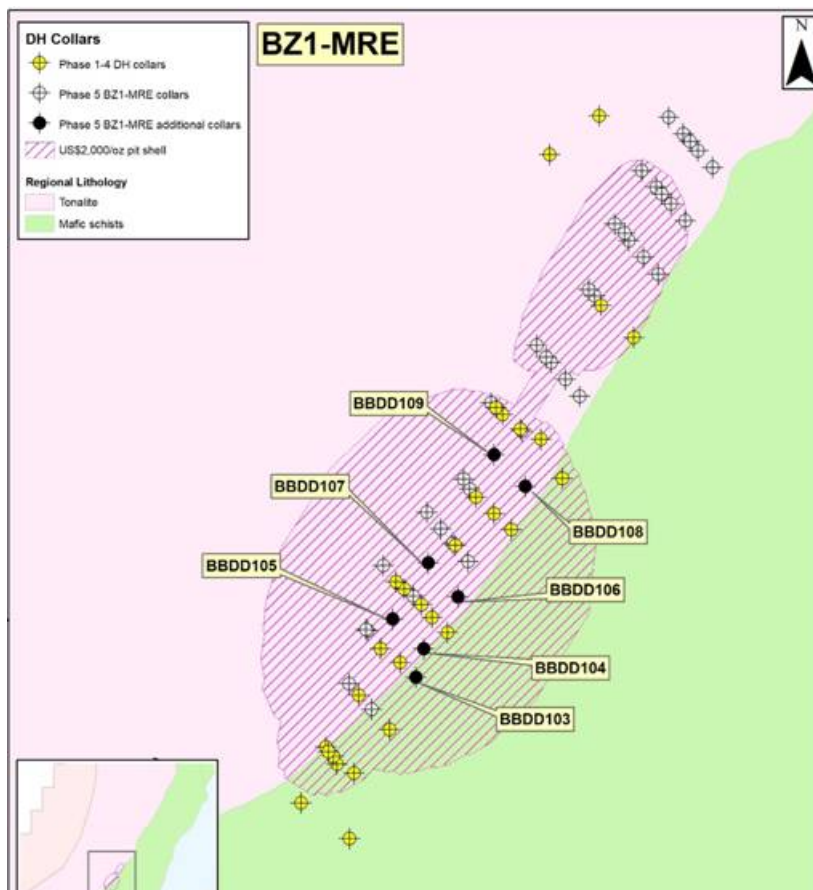 BZ1-MRE
N
DH Collars
Phase 1-4 DH collars
Phase 5 BZ1-MRE collars
Phase 5 BZ1-MRE additional collars
US$2,000/oz pit shell
Regional Lithology
Tonalite
Mafic schists
BBDD109
BBDD107
BBDD108
BBDD105
BBDD106
BBDD104
BBDD103